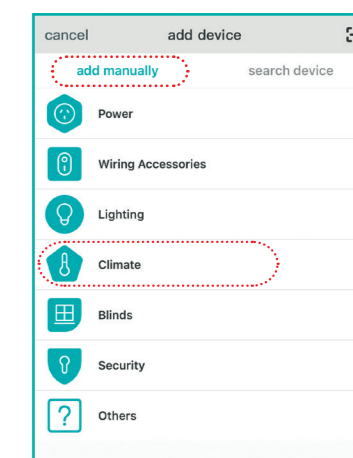 cancel add device
add manually search device
Power
Wiring Accessories
Lighting
Climate
Blinds
Security
Others